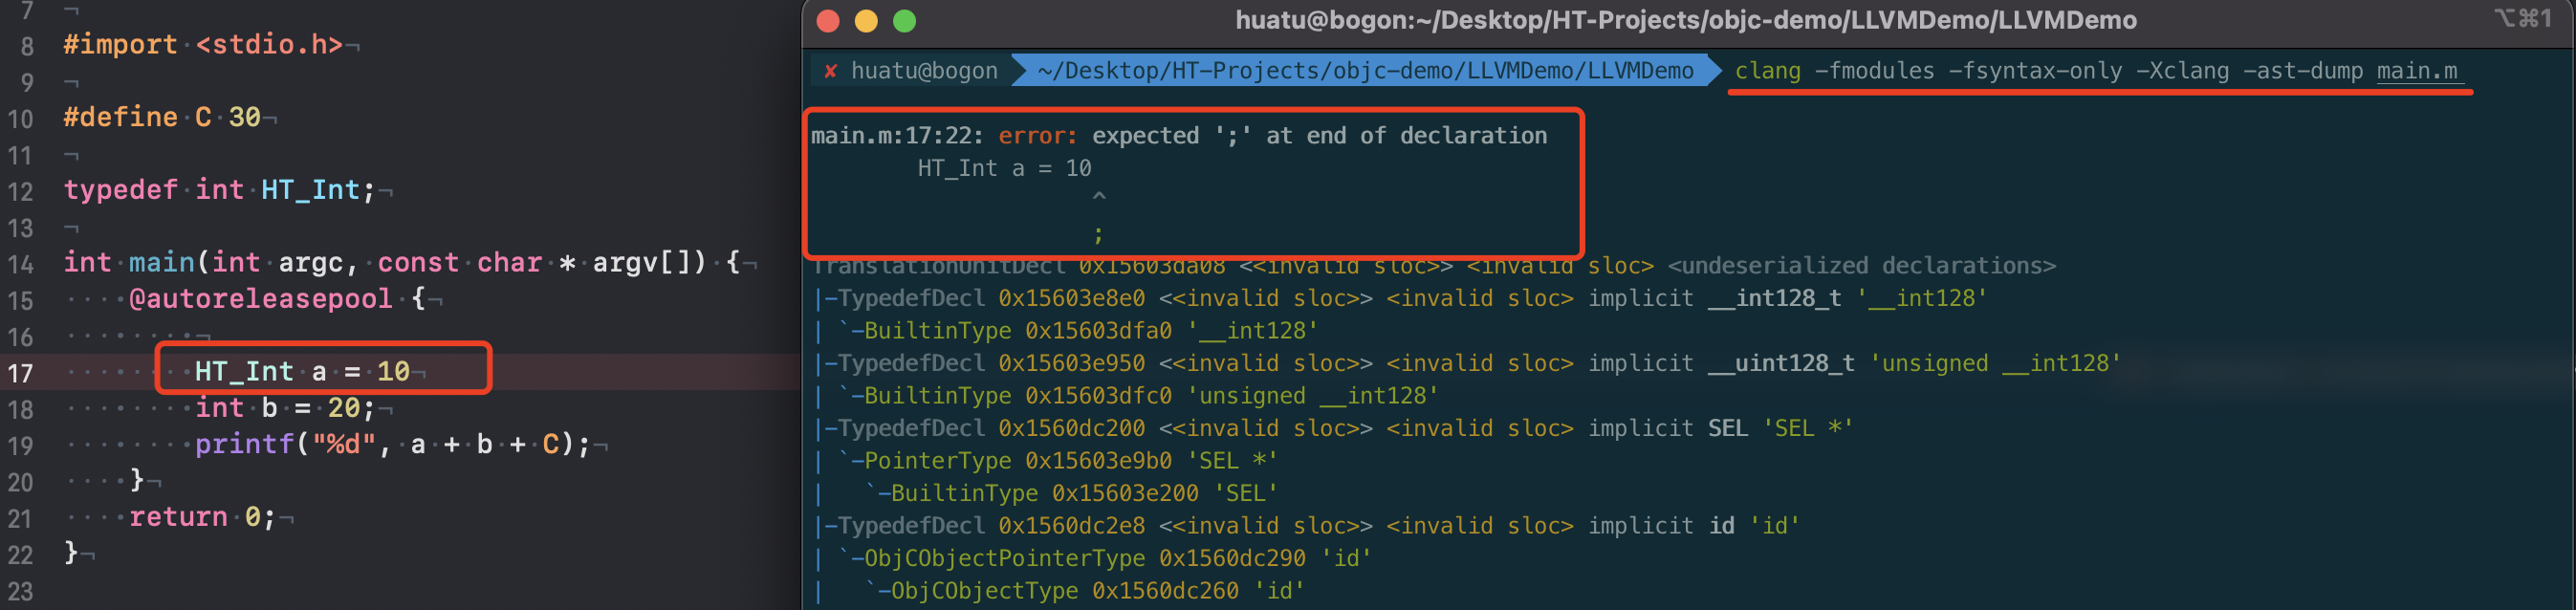 7 ¬
8 #import <stdio.h>¬
9 ¬
10 #define C 30¬
11 ¬
12 typedef int HT_Int;¬
13 ¬
14 int main(int argc, const char * argv[]) {¬
15 @autoreleasepool {¬
16 ¬
17 HT_Int a = 10¬
18 int b = 20;¬
19 printf("%d", a + b + C);¬
20 }¬
21 return 0;¬
22 }¬
23
huatu@bogon:~/Desktop/HT-Projects/objc-demo/LLVMDemo/LLVMDemo ⌥⌘1
✘ huatu@bogon ~/Desktop/HT-Projects/objc-demo/LLVMDemo/LLVMDemo clang -fmodules -fsyntax-only -Xclang -ast-dump main.m
main.m:17:22: error: expected ';' at end of declaration
HT_Int a = 10
^
;
TranslationUnitDecl 0x15603da08 <<invalid sloc>> <invalid sloc> <undeserialized declarations>
|-TypedefDecl 0x15603e8e0 <<invalid sloc>> <invalid sloc> implicit __int128_t '__int128'
| `-BuiltinType 0x15603dfa0 '__int128'
|-TypedefDecl 0x15603e950 <<invalid sloc>> <invalid sloc> implicit __uint128_t 'unsigned __int128'
| `-BuiltinType 0x15603dfc0 'unsigned __int128'
|-TypedefDecl 0x1560dc200 <<invalid sloc>> <invalid sloc> implicit SEL 'SEL *'
| `-PointerType 0x15603e9b0 'SEL *'
|   `-BuiltinType 0x15603e200 'SEL'
|-TypedefDecl 0x1560dc2e8 <<invalid sloc>> <invalid sloc> implicit id 'id'
| `-ObjCObjectPointerType 0x1560dc290 'id'
|   `-ObjCObjectType 0x1560dc260 'id'